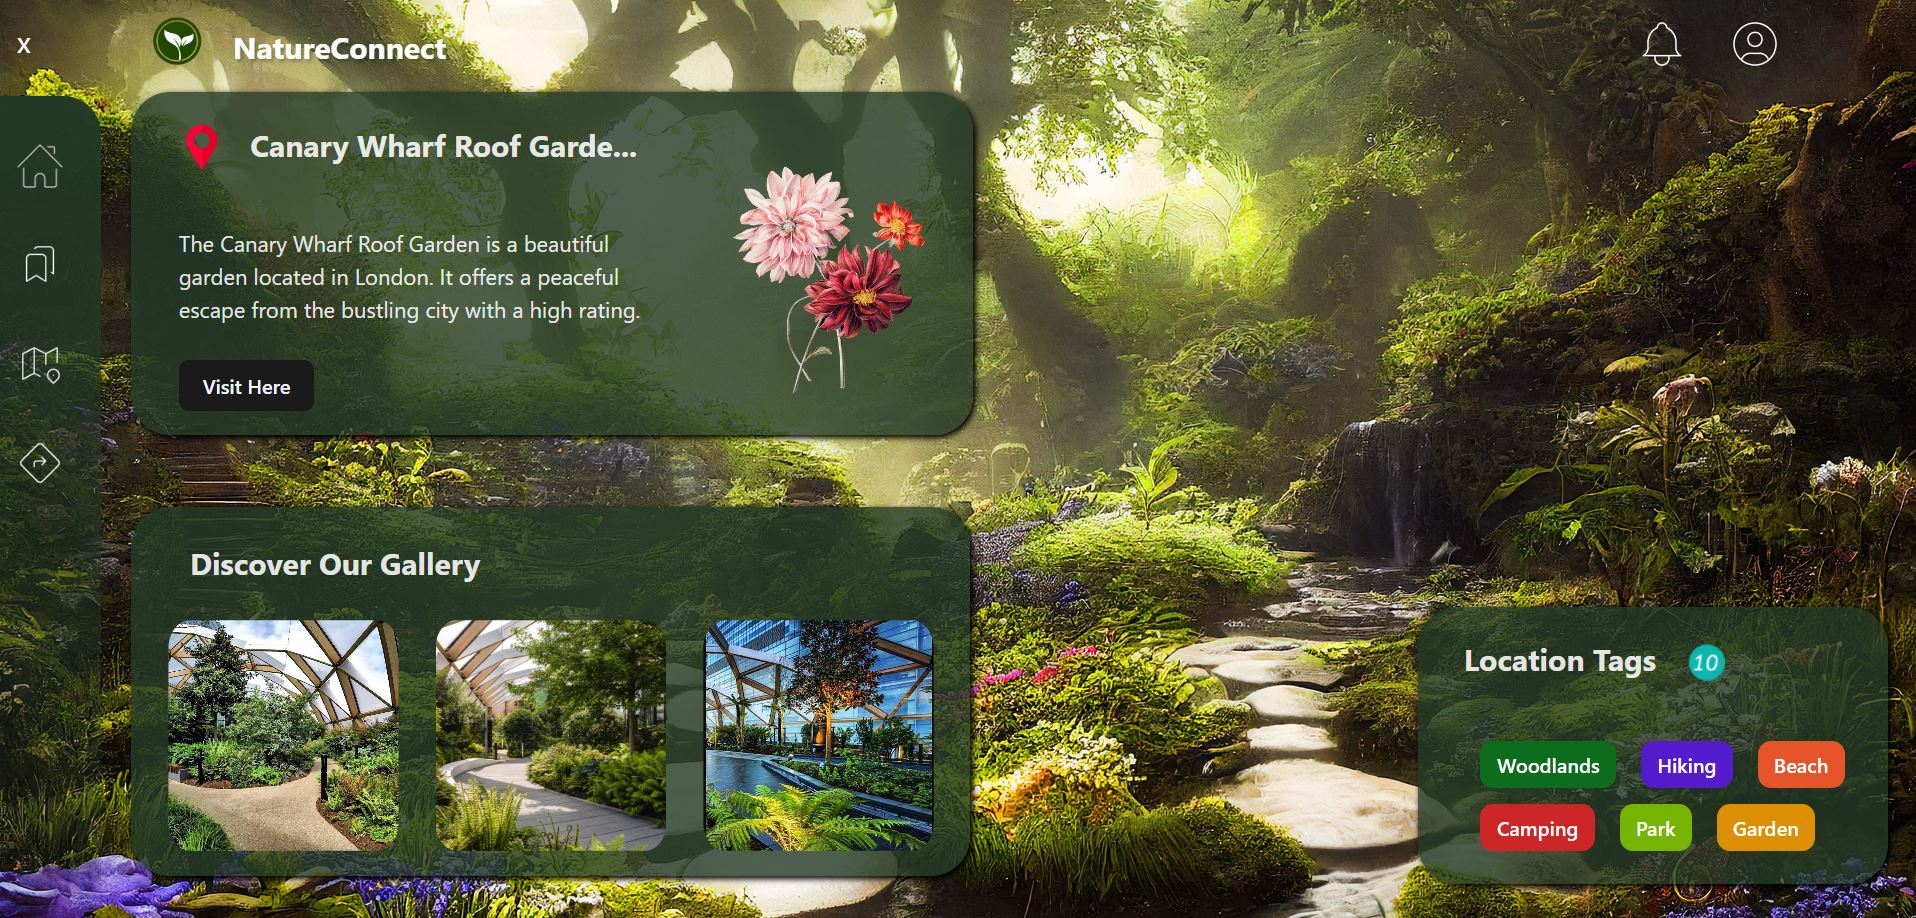 X
NatureConnect
Canary Wharf Roof Garde...
The Canary Wharf Roof Garden is a beautiful
garden located in London. It offers a peaceful
escape from the bustling city with a high rating.
Visit Here
Discover Our Gallery
Location Tags 10
Woodlands Hiking Beach
Camping Park Garden